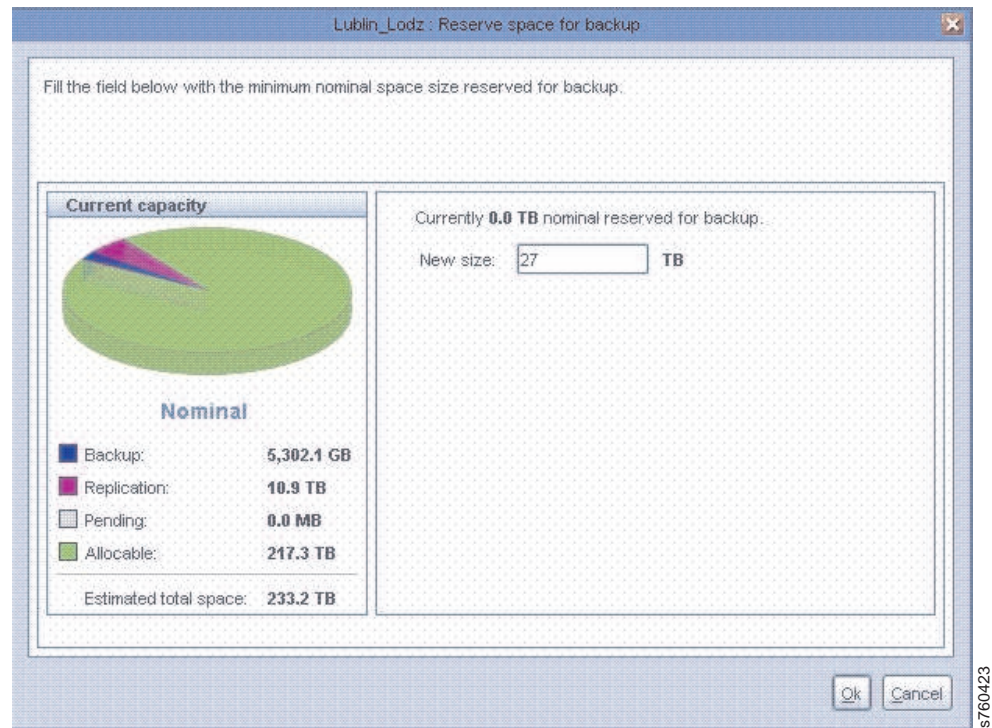 Lublin_Lodz : Reserve space for backup
Fill the field below with the minimum nominal space size reserved for backup.
Current capacity
Nominal
Backup: 5,302.1 GB
Replication: 10.9 TB
Pending: 0.0 MB
Allocable: 217.3 TB
Estimated total space: 233.2 TB
Currently 0.0 TB nominal reserved for backup.
New size: 27 TB
Ok Cancel
s760423